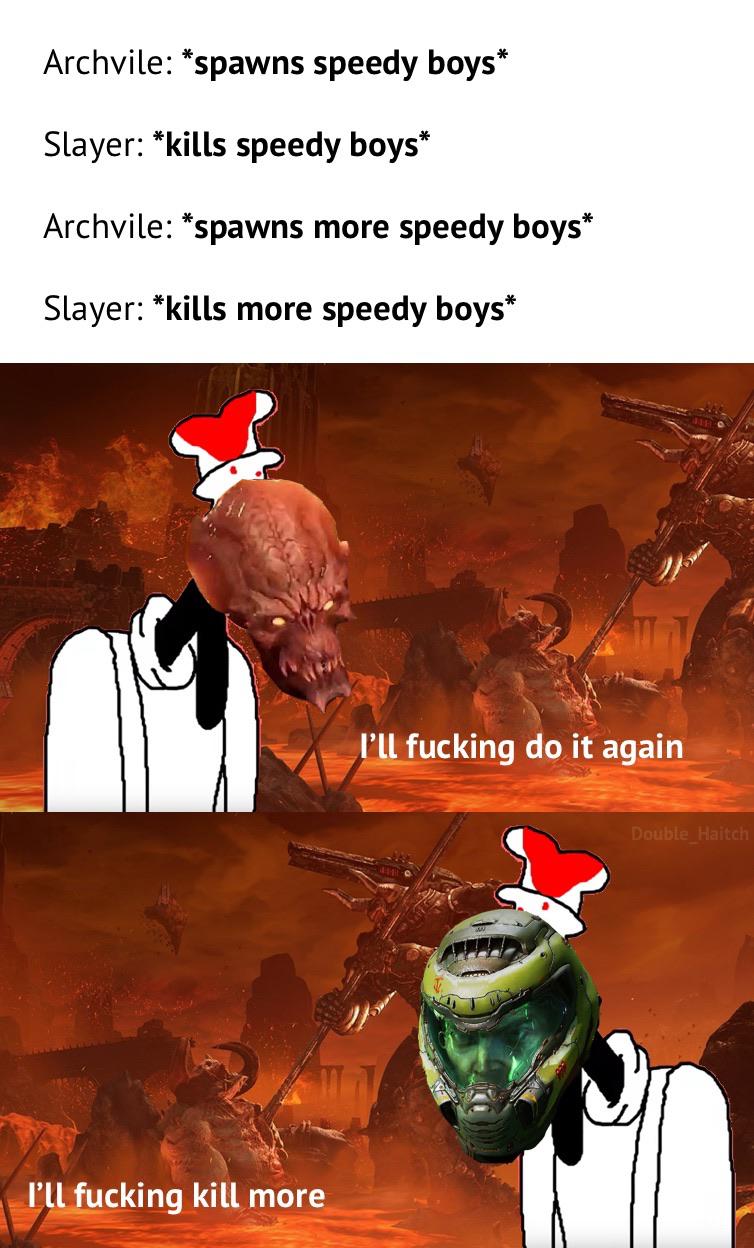 Archvile: *spawns speedy boys*
Slayer: *kills speedy boys*
Archvile: *spawns more speedy boys*
Slayer: *kills more speedy boys*
I'll fucking do it again
Double_Haitch
I'll fucking kill more